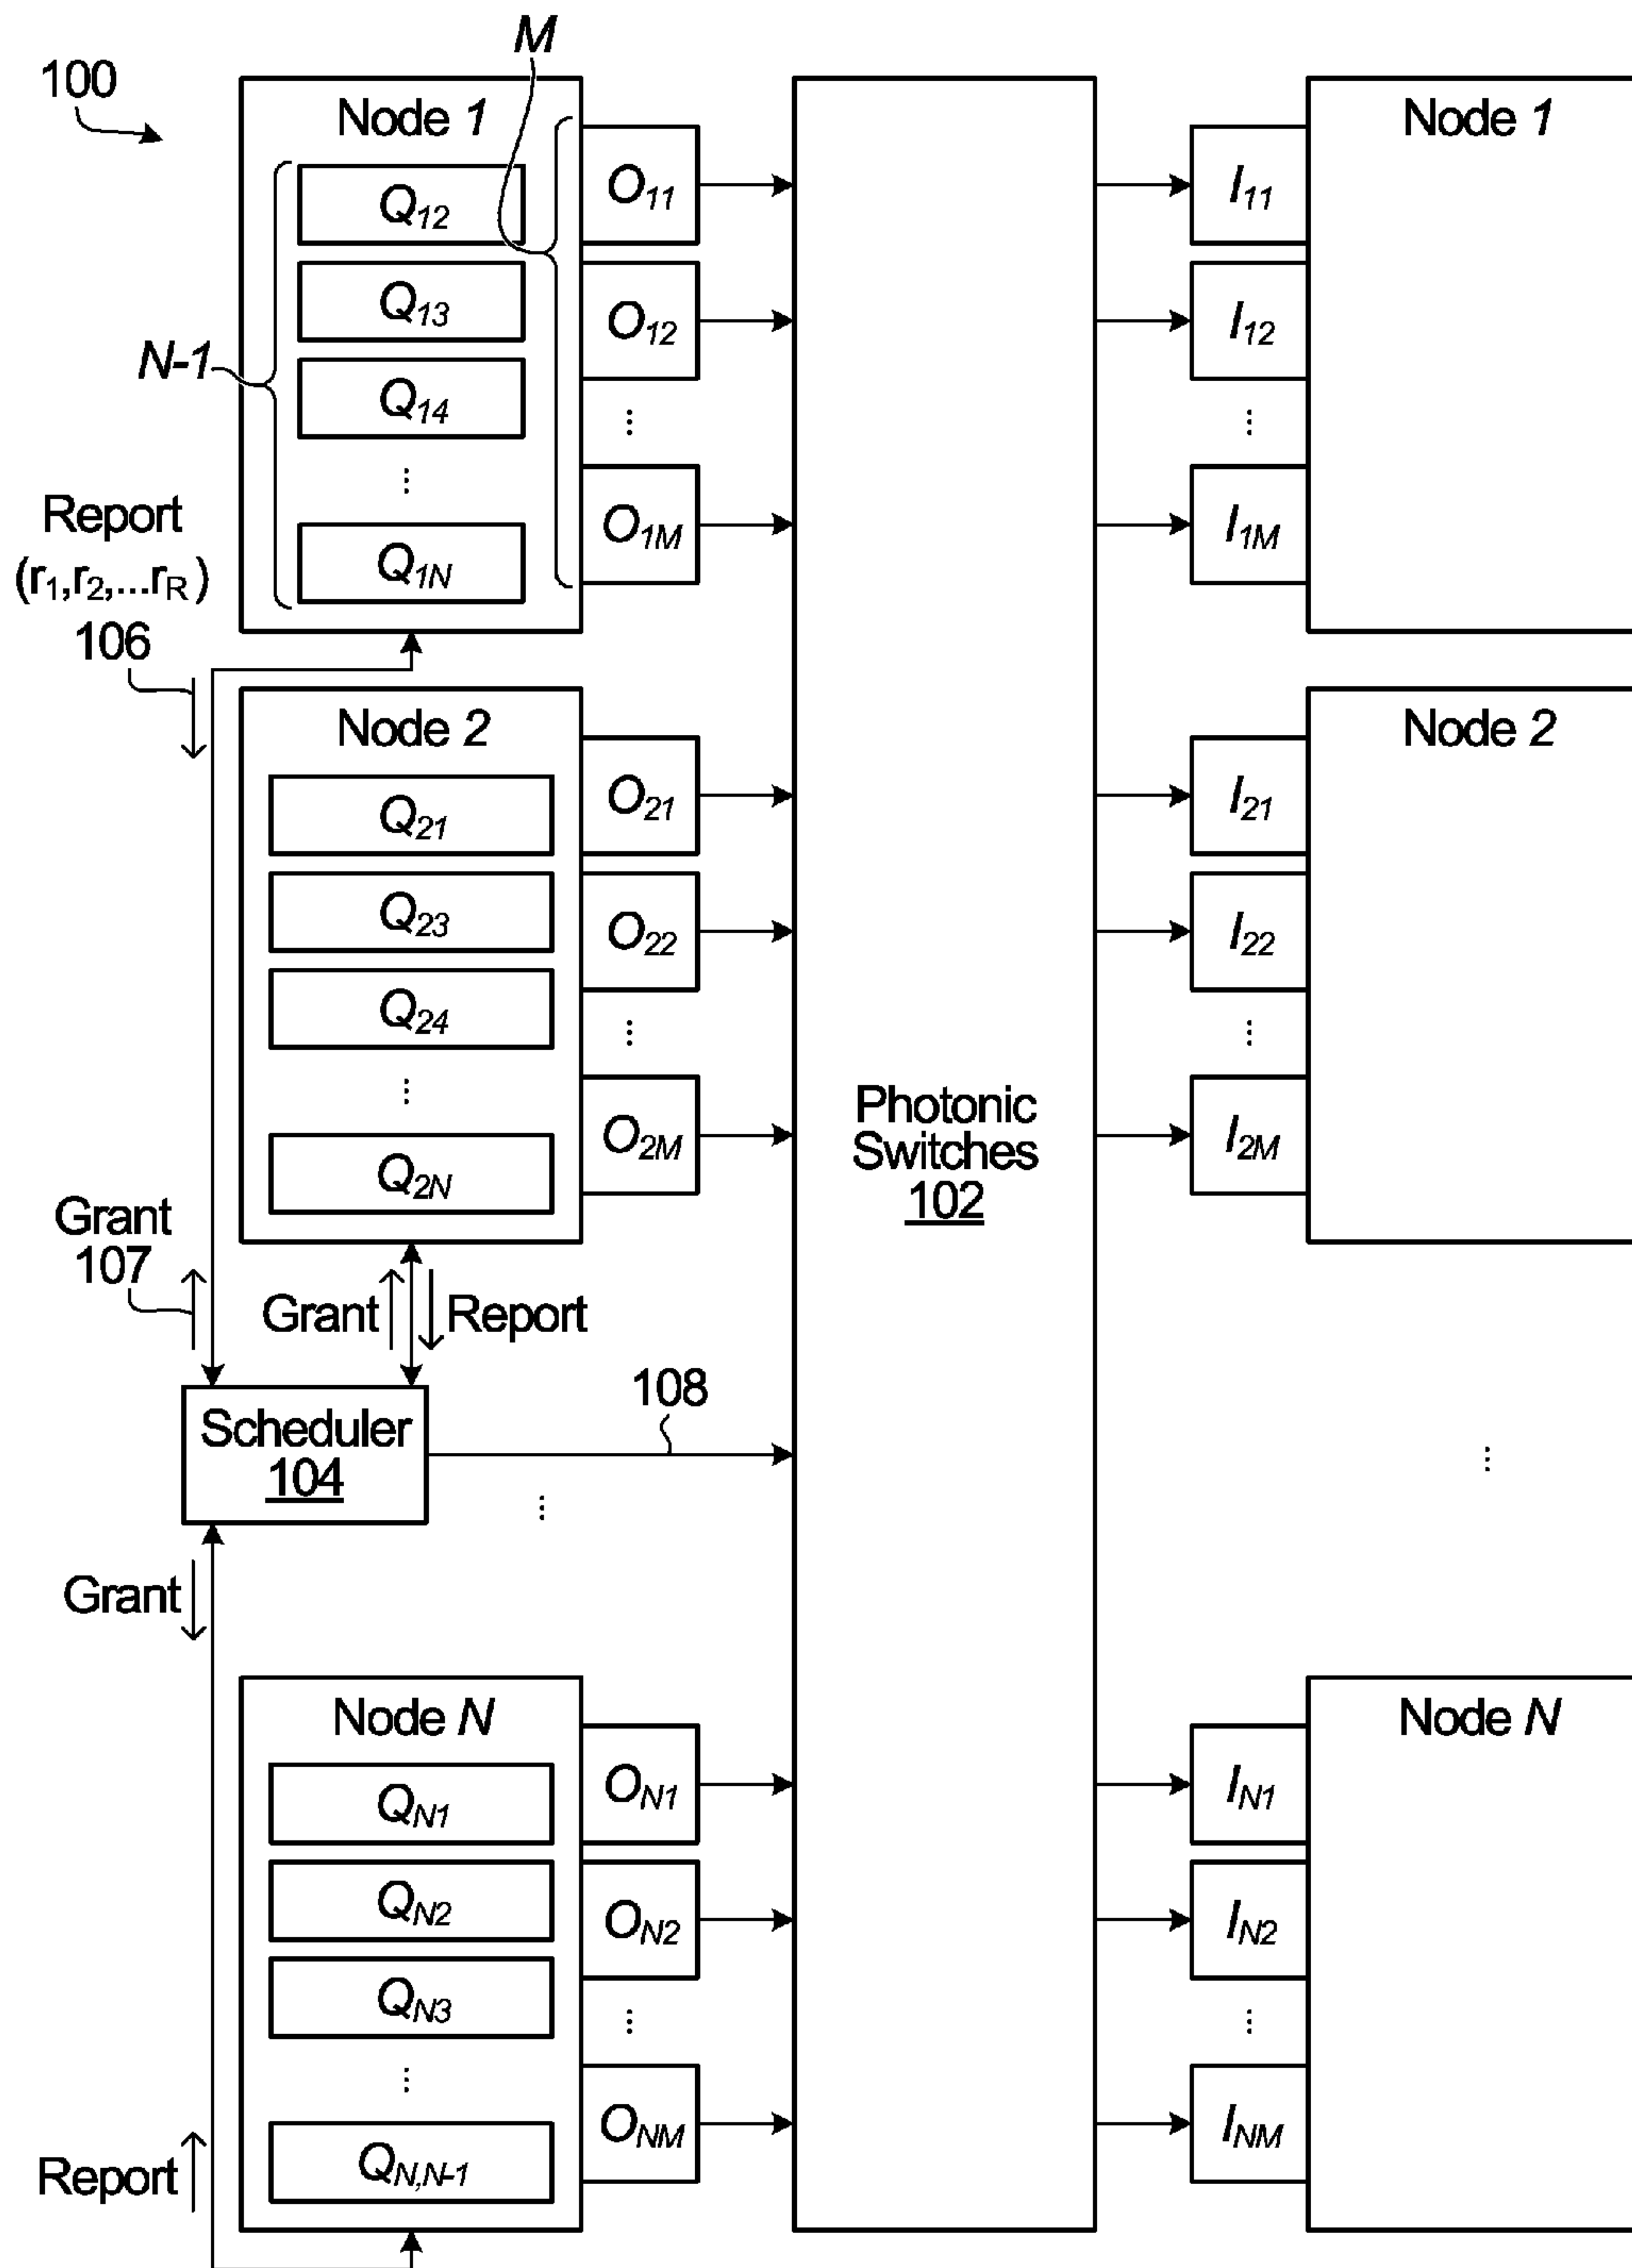 M
100
Node 1
Node 1
Q12
O11
I11
Q13
O12
I12
N-1
Q14
⋮
⋮
⋮
Report
(r1,r2,...rR)
106
Q1N
O1M
I1M
Node 2
Node 2
Q21
O21
I21
Q23
O22
I22
Q24
⋮
⋮
⋮
Q2N
O2M
I2M
Photonic
Switches
102
Grant
107
Grant
Report
108
Scheduler
104
⋮
⋮
Grant
Node N
Node N
QN1
ON1
IN1
QN2
ON2
IN2
QN3
⋮
⋮
⋮
QN,N-1
ONM
INM
Report